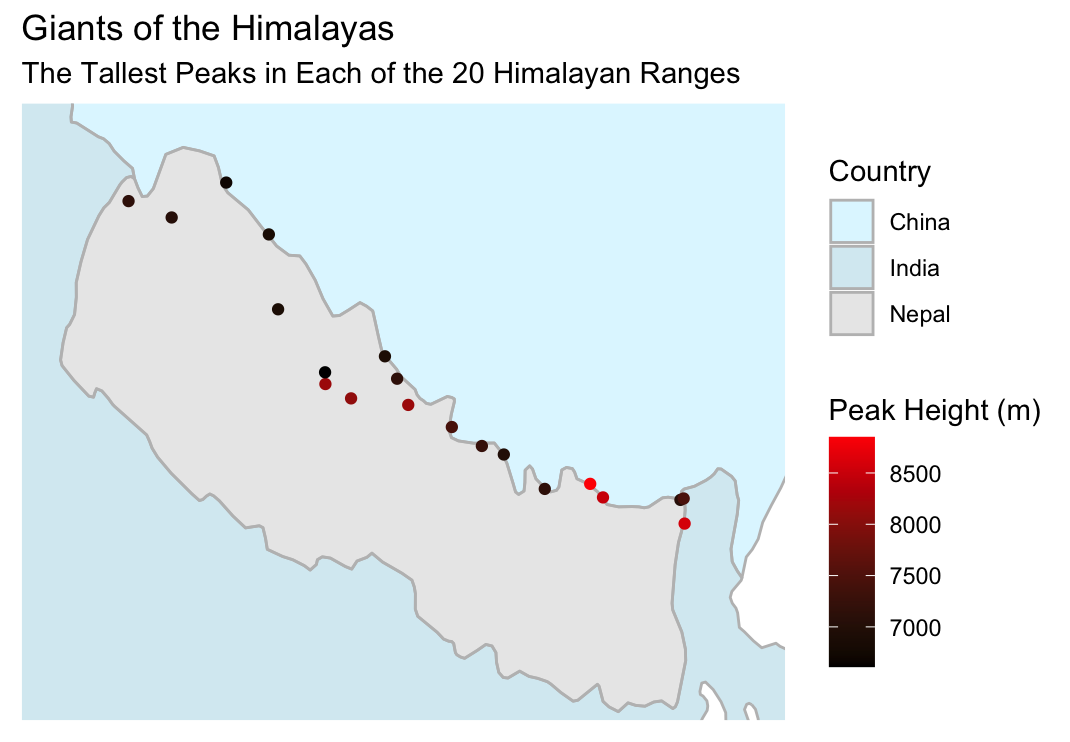 Giants of the Himalayas
The Tallest Peaks in Each of the 20 Himalayan Ranges
Country
China
India
Nepal
Peak Height (m)
8500
8000
7500
7000